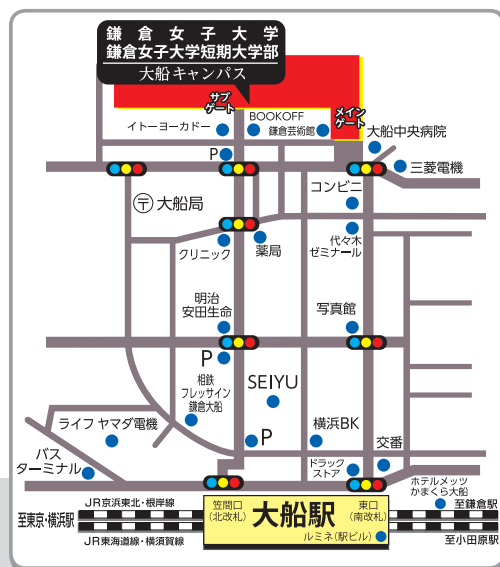 鎌倉女子大学
鎌倉女子大学短期大学部
大船キャンパス
サブ
ゲート
メイン
ゲート
BOOKOFF
イトーヨーカドー
鎌倉芸術館
大船中央病院
P
三菱電機
コンビニ
〒大船局
代々木
ゼミナール
クリニック
薬局
明治
安田生命
写真館
P
相鉄
フレッサイン
鎌倉大船
SEIYU
ライフ ヤマダ電機
横浜BK
P
交番
バス
ターミナル
ドラック
ストア
ホテルメッツ
かまくら大船
JR京浜東北・根岸線
笠間口
(北改札)
大船駅
東口
(南改札)
至鎌倉駅
至東京・横浜駅
JR東海道線・横須賀線
ルミネ(駅ビル)
至小田原駅